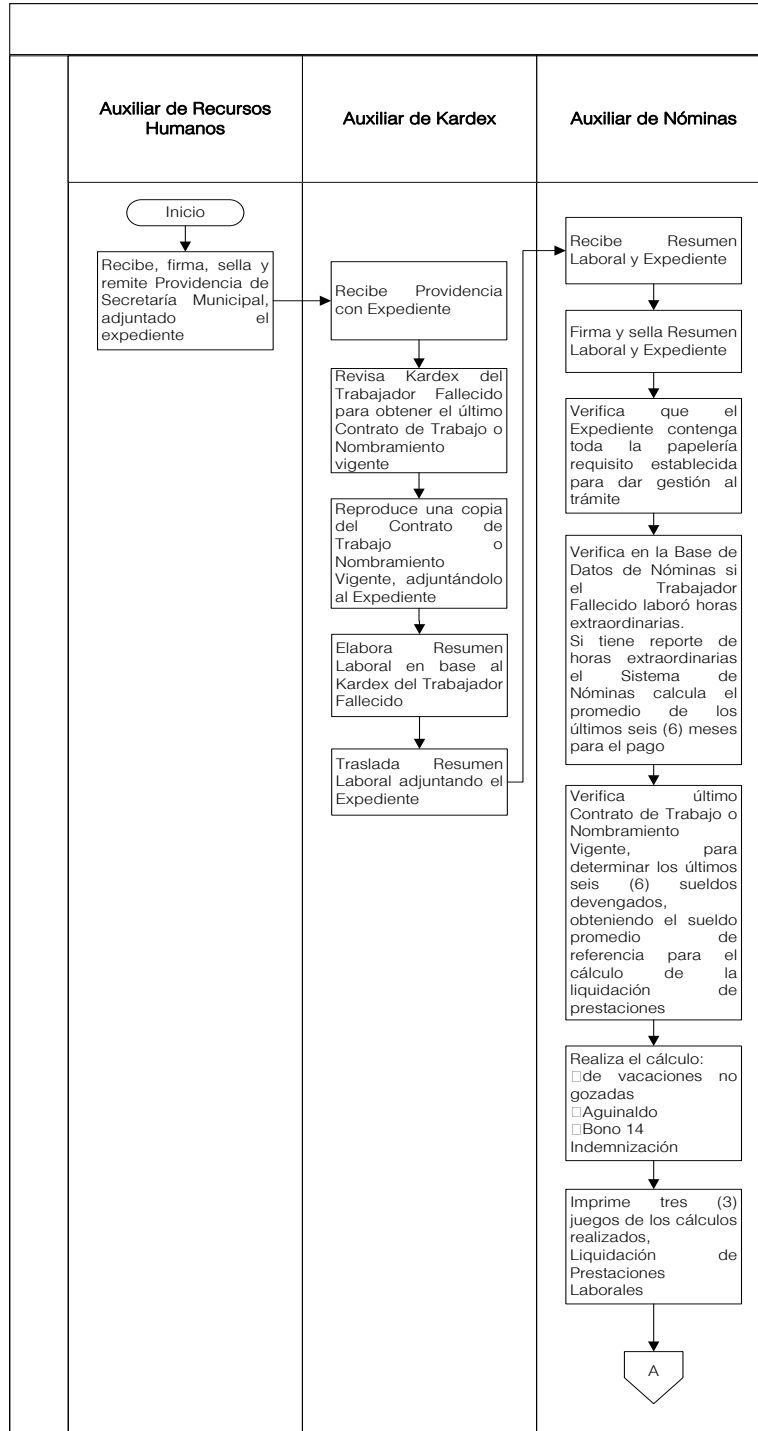 Auxiliar de Recursos
Humanos
Auxiliar de Kardex
Auxiliar de Nóminas
Inicio
Recibe, firma, sella y
remite Providencia de
Secretaría Municipal,
adjuntado el
expediente
Recibe Providencia
con Expediente
Revisa Kardex del
Trabajador Fallecido
para obtener el último
Contrato de Trabajo o
Nombramiento
vigente
Reproduce una copia
del Contrato de
Trabajo o
Nombramiento
Vigente, adjuntándolo
al Expediente
Elabora Resumen
Laboral en base al
Kardex del Trabajador
Fallecido
Traslada Resumen
Laboral adjuntando el
Expediente
Recibe Resumen
Laboral y Expediente
Firma y sella Resumen
Laboral y Expediente
Verifica que el
Expediente contenga
toda la papelería
requisito establecida
para dar gestión al
trámite
Verifica en la Base de
Datos de Nóminas si
el Trabajador
Fallecido laboró horas
extraordinarias.
Si tiene reporte de
horas extraordinarias
el Sistema de
Nóminas calcula el
promedio de los
últimos seis (6) meses
para el pago
Verifica último
Contrato de Trabajo o
Nombramiento
Vigente, para
determinar los últimos
seis (6) sueldos
devengados,
obteniendo el sueldo
promedio de
referencia para el
cálculo de la
liquidación de
prestaciones
Realiza el cálculo:
de vacaciones no
gozadas
Aguinaldo
Bono 14
Indemnización
Imprime tres (3)
juegos de los cálculos
realizados,
Liquidación de
Prestaciones
Laborales
A